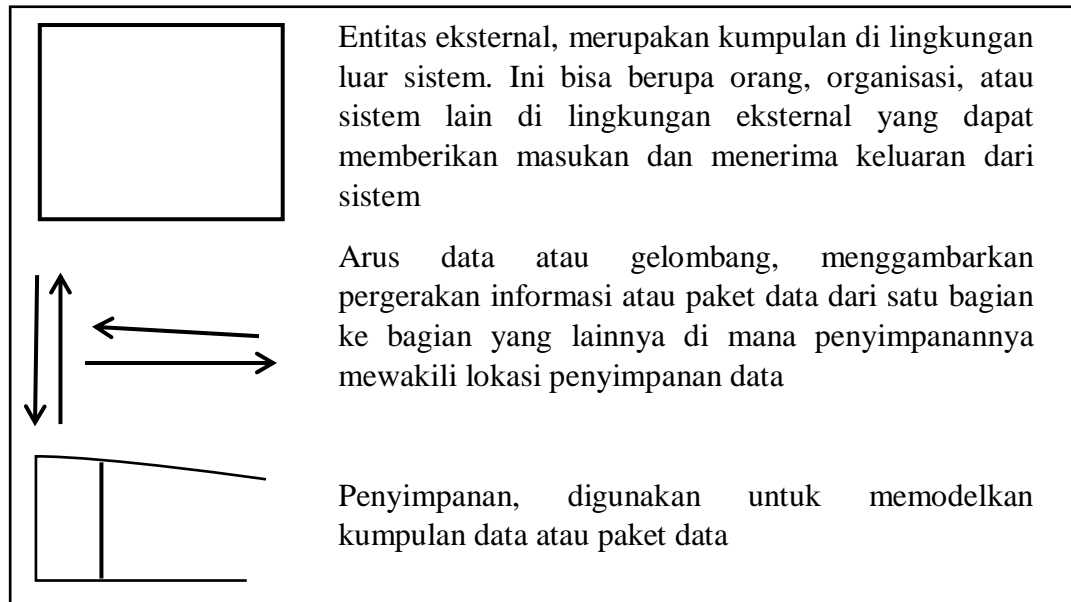 Entitas eksternal, merupakan kumpulan di lingkungan
luar sistem. Ini bisa berupa orang, organisasi, atau
sistem lain di lingkungan eksternal yang dapat
memberikan masukan dan menerima keluaran dari
sistem
Arus data atau gelombang, menggambarkan
pergerakan informasi atau paket data dari satu bagian
ke bagian yang lainnya di mana penyimpanannya
mewakili lokasi penyimpanan data
Penyimpanan, digunakan untuk memodelkan
kumpulan data atau paket data